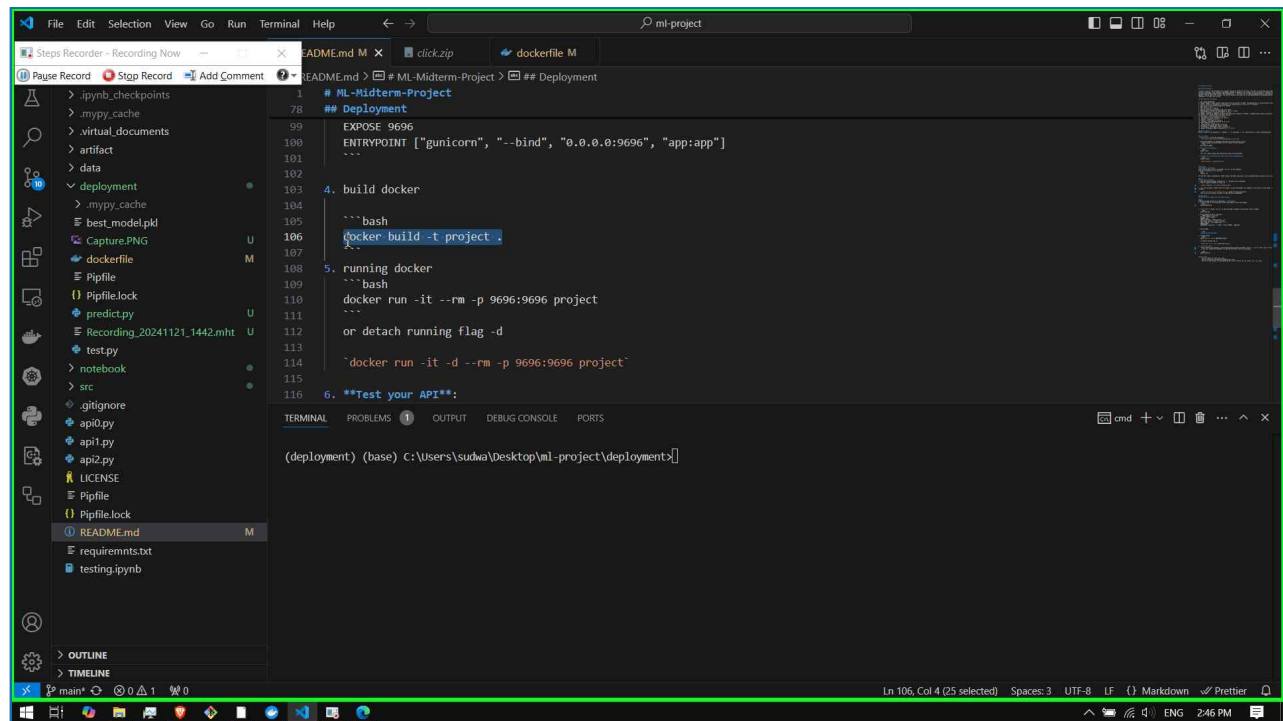 File Edit Selection View Go Run Terminal Help
ml-project
Steps Recorder - Recording Now
Pause Record Stop Record Add Comment
EADME.md M
click.zip
dockerfile M
README.md > # ML-Midterm-Project > ## Deployment
> .ipynb_checkpoints
> .mypy_cache
> .virtual_documents
> artifact
> data
deployment
> .mypy_cache
best_model.pkl
Capture.PNG U
dockerfile M
Pipfile
{} Pipfile.lock
predict.py U
Recording_20241121_1442.mht U
test.py
> notebook
> src
.gitignore
api0.py
api1.py
api2.py
LICENSE
Pipfile
{} Pipfile.lock
README.md M
requiremnts.txt
testing.ipynb
> OUTLINE
> TIMELINE
10
1 # ML-Midterm-Project
78 ## Deployment
99 EXPOSE 9696
100 ENTRYPOINT ["gunicorn", "--bind", "0.0.0.0:9696", "app:app"]
101 ```
102
103 4. build docker
104
105 ```bash
106 docker build -t project .
107 ```
108 5. running docker
109 ```bash
110 docker run -it --rm -p 9696:9696 project
111 ```
112 or detach running flag -d
113
114 `docker run -it -d --rm -p 9696:9696 project`
115
116 6. **Test your API**:
TERMINAL PROBLEMS 1 OUTPUT DEBUG CONSOLE PORTS
cmd
(deployment) (base) C:\Users\sudwa\Desktop\ml-project\deployment>
main* 0 1 0
Ln 106, Col 4 (25 selected) Spaces: 3 UTF-8 LF {} Markdown Prettier
ENG 2:46 PM